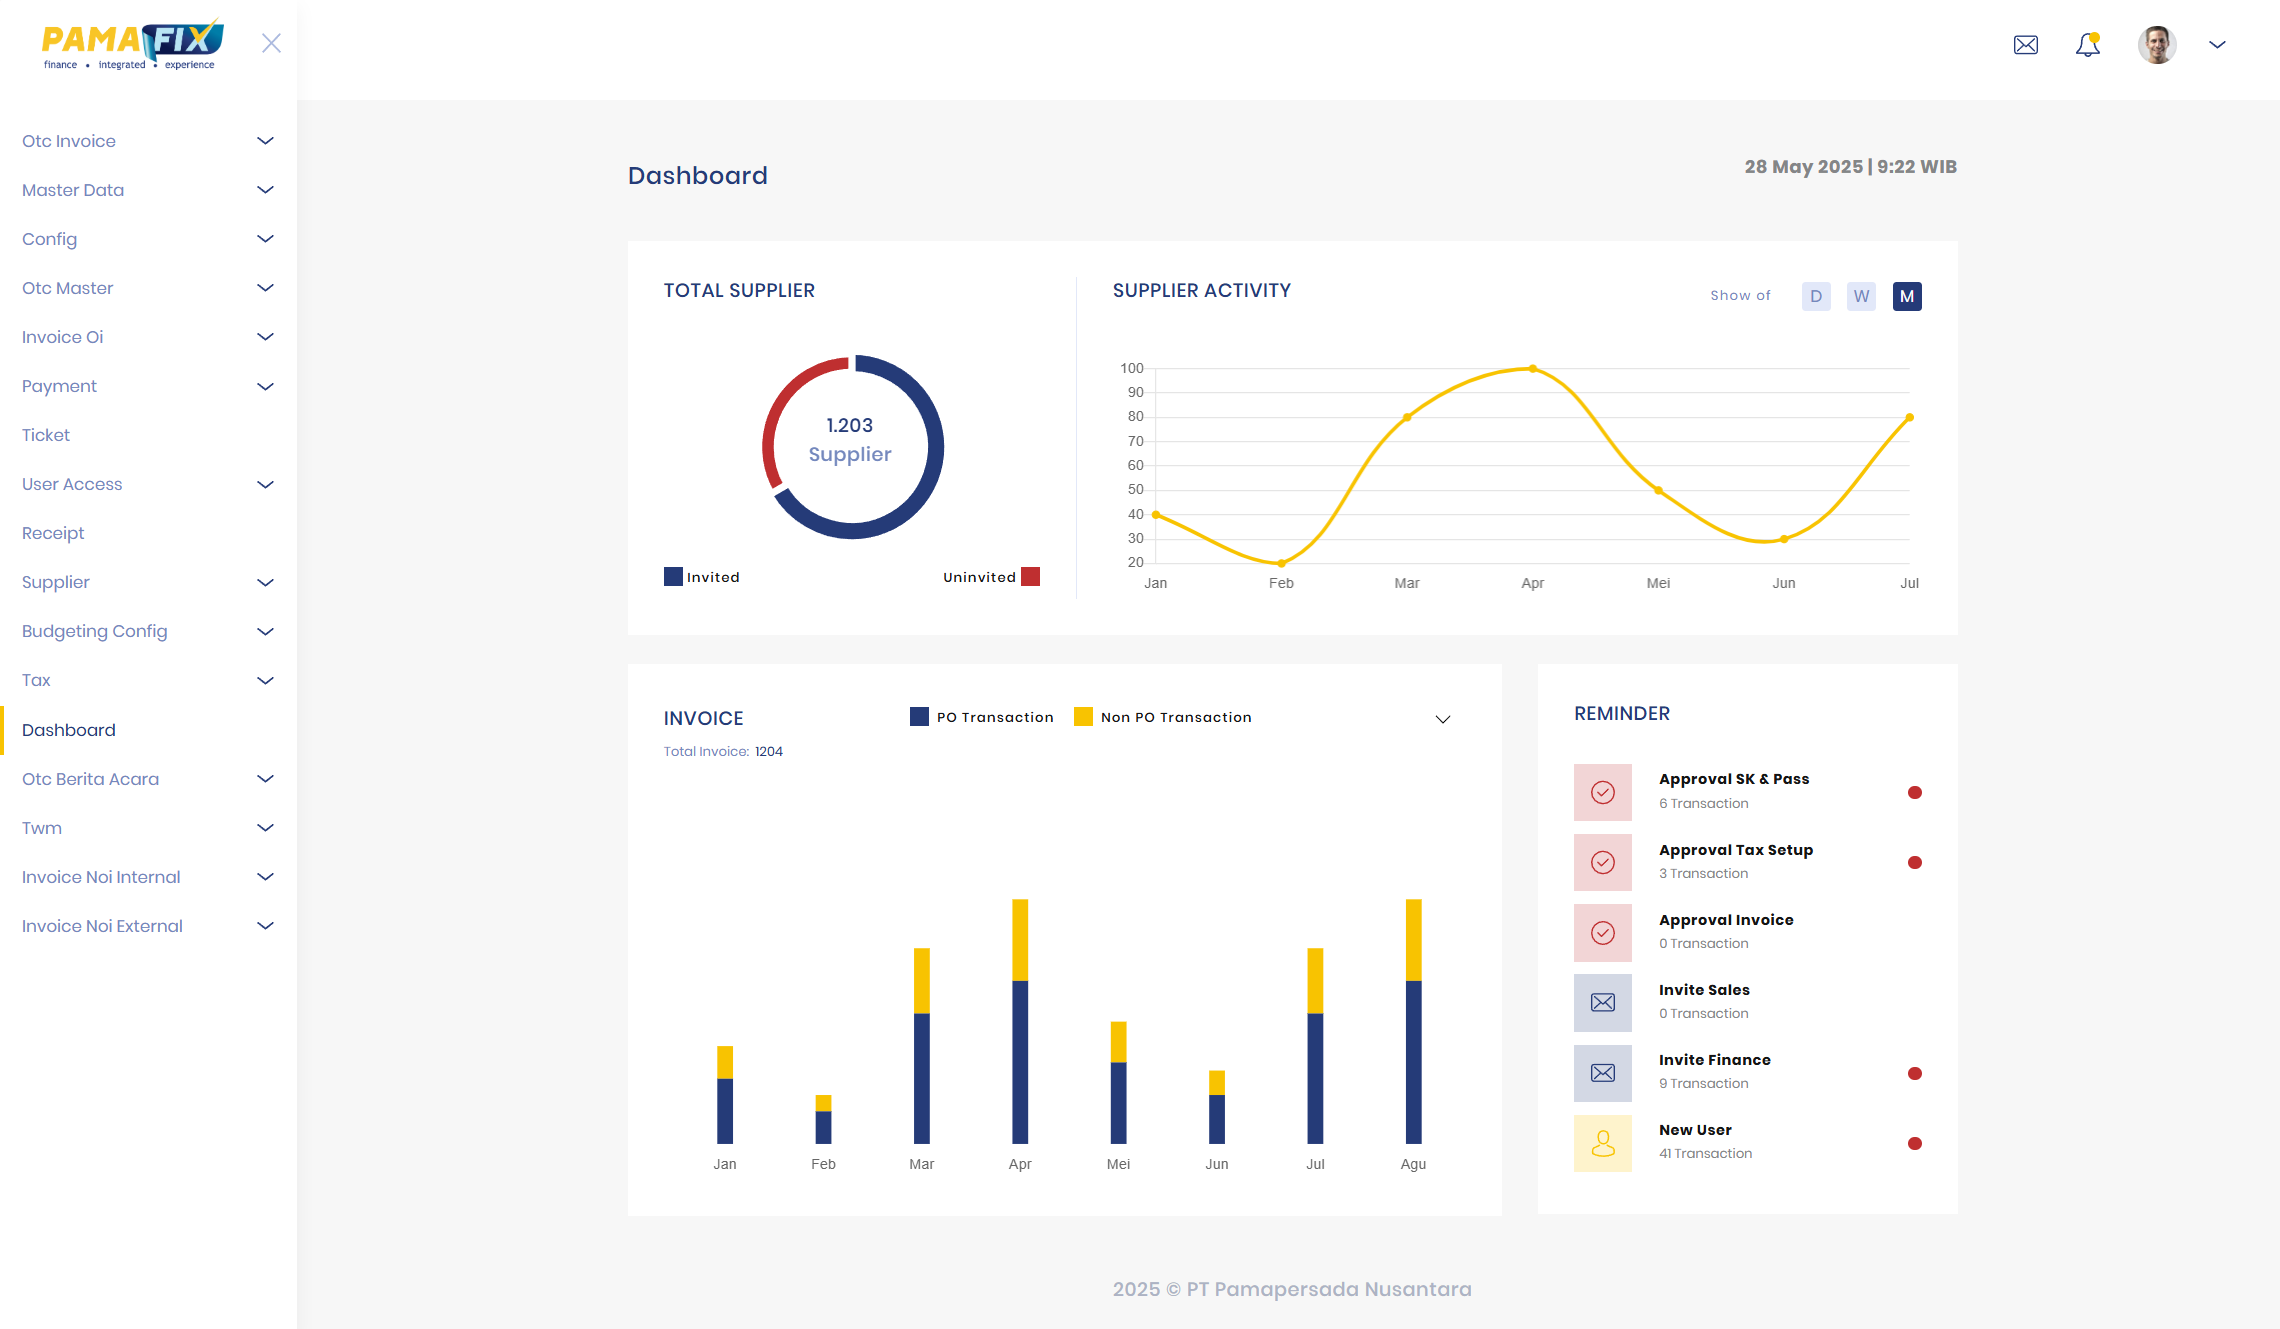 PAMAFIX
finance • integrated • experience
Otc Invoice
Master Data
Config
Otc Master
Invoice Oi
Payment
Ticket
User Access
Receipt
Supplier
Budgeting Config
Tax
Dashboard
Otc Berita Acara
Twm
Invoice Noi Internal
Invoice Noi External
Dashboard
28 May 2025 | 9:22 WIB
TOTAL SUPPLIER
1.203
Supplier
Invited
Uninvited
SUPPLIER ACTIVITY
Show of D W M
100
90
80
70
60
50
40
30
20
Jan Feb Mar Apr Mei Jun Jul
INVOICE
Total Invoice: 1204
PO Transaction
Non PO Transaction
Jan Feb Mar Apr Mei Jun Jul Agu
REMINDER
Approval SK & Pass
6 Transaction
Approval Tax Setup
3 Transaction
Approval Invoice
0 Transaction
Invite Sales
0 Transaction
Invite Finance
9 Transaction
New User
41 Transaction
2025 © PT Pamapersada Nusantara